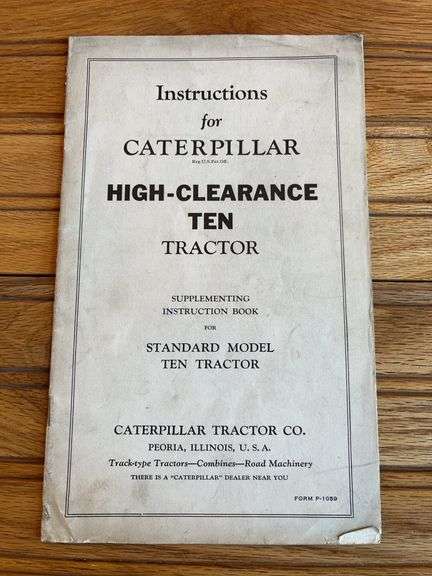 Instructions
for
CATERPILLAR
Reg. U.S. Pat. Off.
HIGH-CLEARANCE
TEN
TRACTOR
SUPPLEMENTING
INSTRUCTION BOOK
FOR
STANDARD MODEL
TEN TRACTOR
CATERPILLAR TRACTOR CO.
PEORIA, ILLINOIS, U. S. A.
Track-type Tractors—Combines—Road Machinery
THERE IS A "CATERPILLAR" DEALER NEAR YOU
FORM P-1059